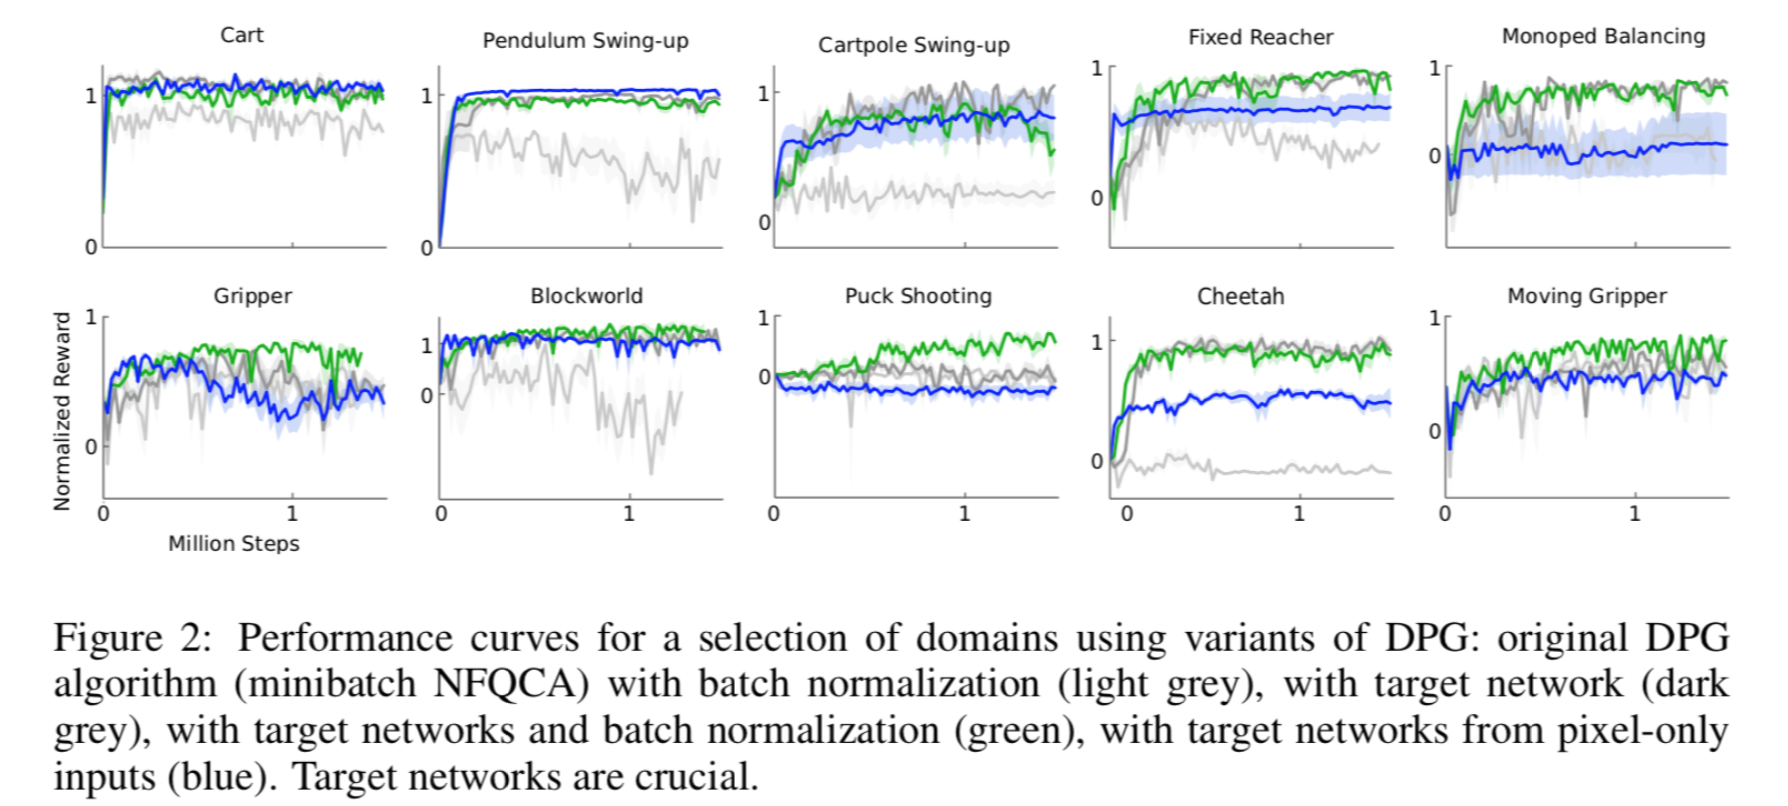 Cart
Pendulum Swing-up
Cartpole Swing-up
Fixed Reacher
Monoped Balancing
1
0
1
0
1
0
1
0
1
0
Gripper
Blockworld
Puck Shooting
Cheetah
Moving Gripper
Normalized Reward
1
0
0
1
1
0
0
1
1
0
0
1
1
0
0
1
1
0
0
1
Million Steps
Figure 2: Performance curves for a selection of domains using variants of DPG: original DPG
algorithm (minibatch NFQCA) with batch normalization (light grey), with target network (dark
grey), with target networks and batch normalization (green), with target networks from pixel-only
inputs (blue). Target networks are crucial.